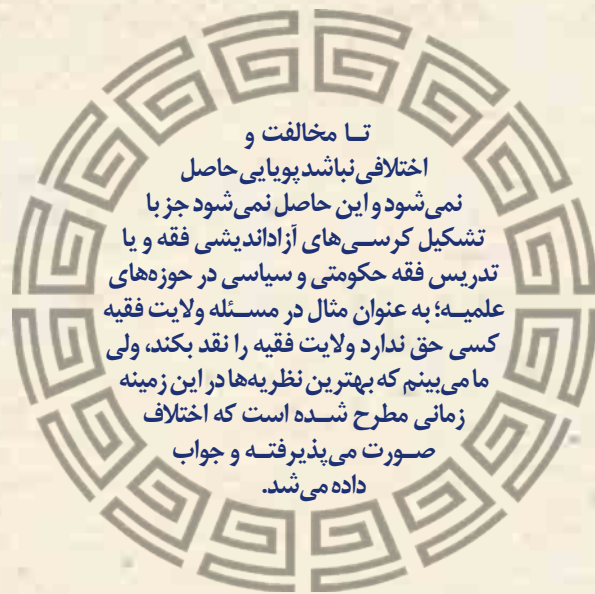 تـا مخالفت و
اختلافی نباشد پویایی حاصل
نمی‌شود و این حاصل نمی‌شود جز با
تشکیل کرسـی‌های آزاداندیشی فقه و یا
تدریس فقه حکومتی و سیاسی در حوزه‌های
علمیـه؛ به عنوان مثال در مسـئله ولایت فقیه
کسی حق ندارد ولایت فقیه را نقد بکند، ولی
ما می‌بینم که بهترین نظریه‌ها در این زمینه
زمانی مطرح شـده است که اختلاف
صـورت می‌پذیرفتـه و جواب
داده می‌شد.